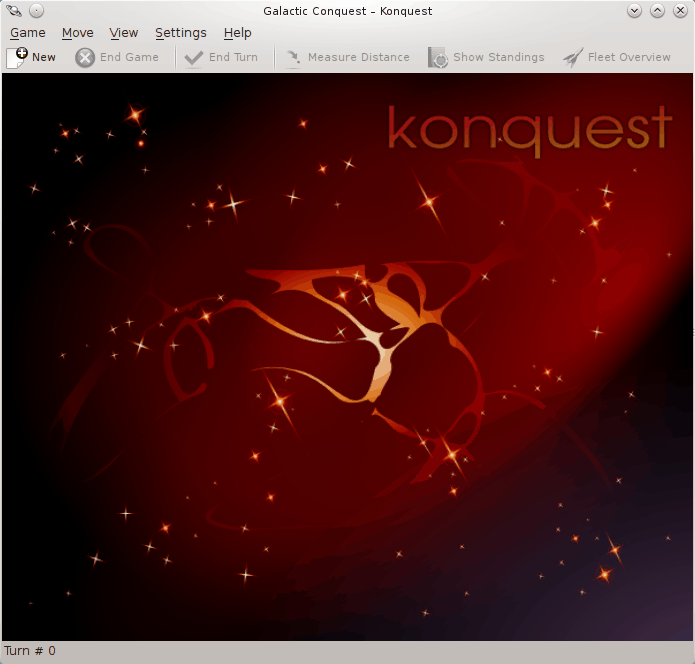 Galactic Conquest – Konquest
Game Move View Settings Help
New End Game End Turn Measure Distance Show Standings Fleet Overview
konquest
Turn # 0